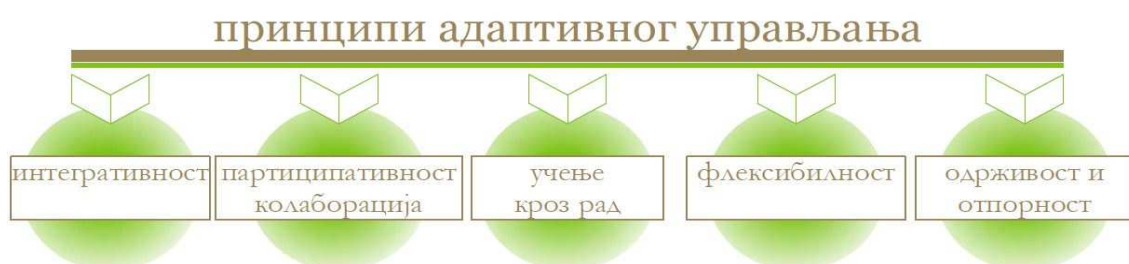 принципи адаптивног управљања
интегративност
партиципативност
колаборација
учење
кроз рад
флексибилност
одрживост и
отпорност